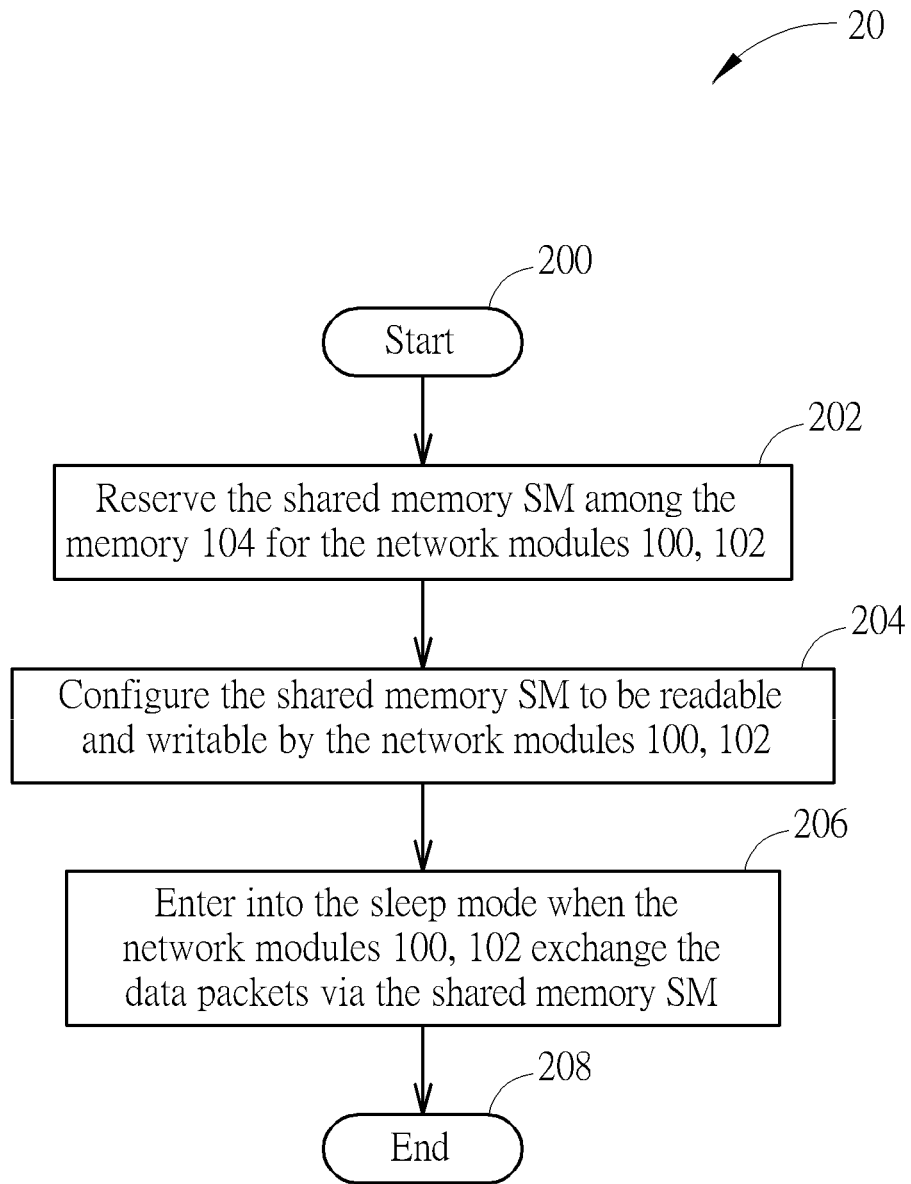 20
200
Start
202
Reserve the shared memory SM among the
memory 104 for the network modules 100, 102
204
Configure the shared memory SM to be readable
and writable by the network modules 100, 102
206
Enter into the sleep mode when the
network modules 100, 102 exchange the
data packets via the shared memory SM
208
End